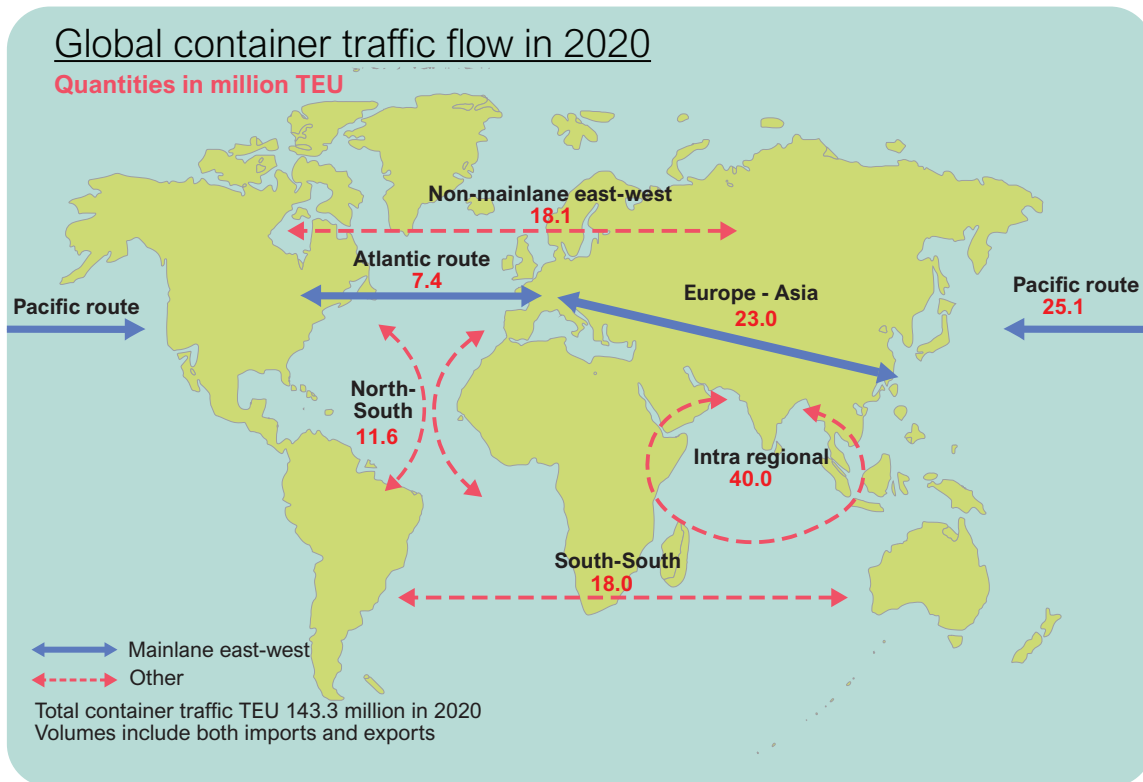 Global container traffic flow in 2020
Quantities in million TEU
Non-mainlane east-west
18.1
Atlantic route
7.4
Europe - Asia
23.0
Pacific route
Pacific route
25.1
North-
South
11.6
Intra regional
40.0
South-South
18.0
Mainlane east-west
Other
Total container traffic TEU 143.3 million in 2020
Volumes include both imports and exports